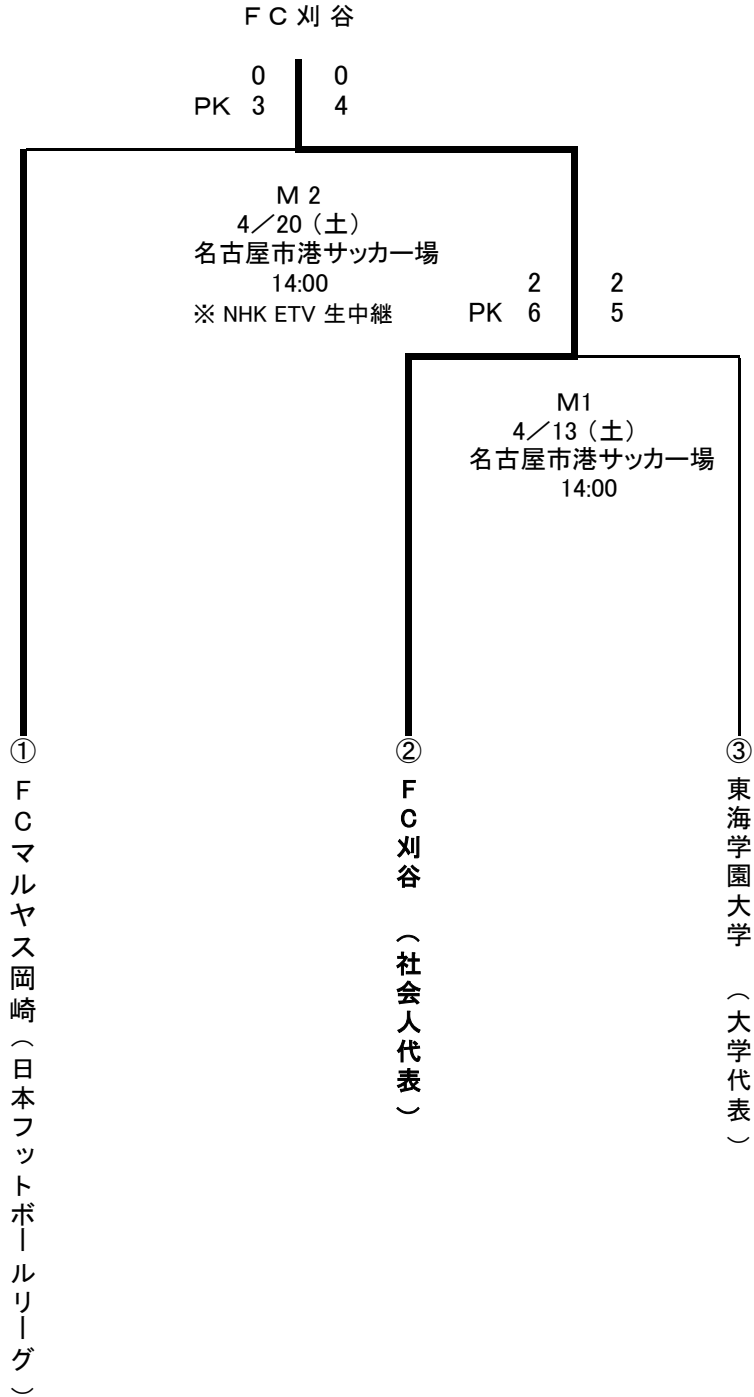 ＦＣ刈谷
0 0
PK 3 4
Ｍ２
4／20（土）
名古屋市港サッカー場
14:00
※ NHK ETV 生中継
2 2
PK 6 5
Ｍ1
4／13（土）
名古屋市港サッカー場
14:00
①
ＦＣマルヤス岡崎（日本フットボールリーグ）
②
ＦＣ刈谷　（社会人代表）
③
東海学園大学　（大学代表）